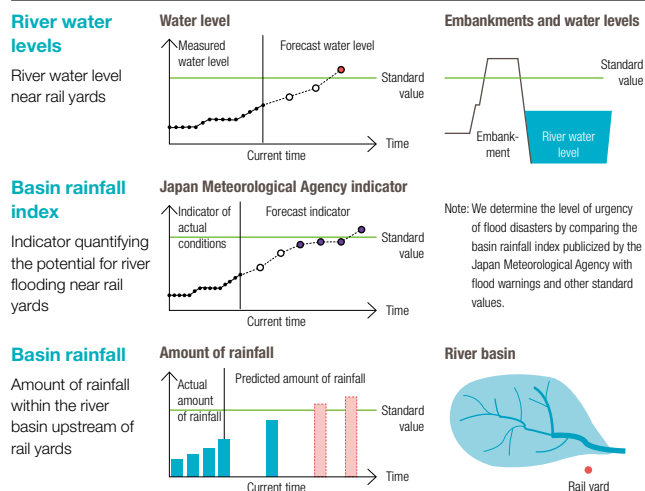 River water
levels
River water level
near rail yards
Water level
Measured
water level
Forecast water level
Standard
value
Time
Current time
Embankments and water levels
Standard
value
Embank-
ment
River water
level
Basin rainfall
index
Indicator quantifying
the potential for river
flooding near rail
yards
Japan Meteorological Agency indicator
Indicator of
actual
conditions
Forecast indicator
Standard
value
Time
Current time
Note: We determine the level of urgency
of flood disasters by comparing the
basin rainfall index publicized by the
Japan Meteorological Agency with
flood warnings and other standard
values.
Basin rainfall
Amount of rainfall
within the river
basin upstream of
rail yards
Amount of rainfall
Actual
amount
of rainfall
Predicted amount of rainfall
Standard
value
Time
Current time
River basin
Rail yard